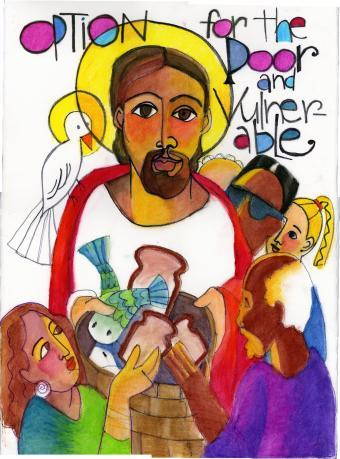 OPTION for the
Poor
and
Vulner-
able